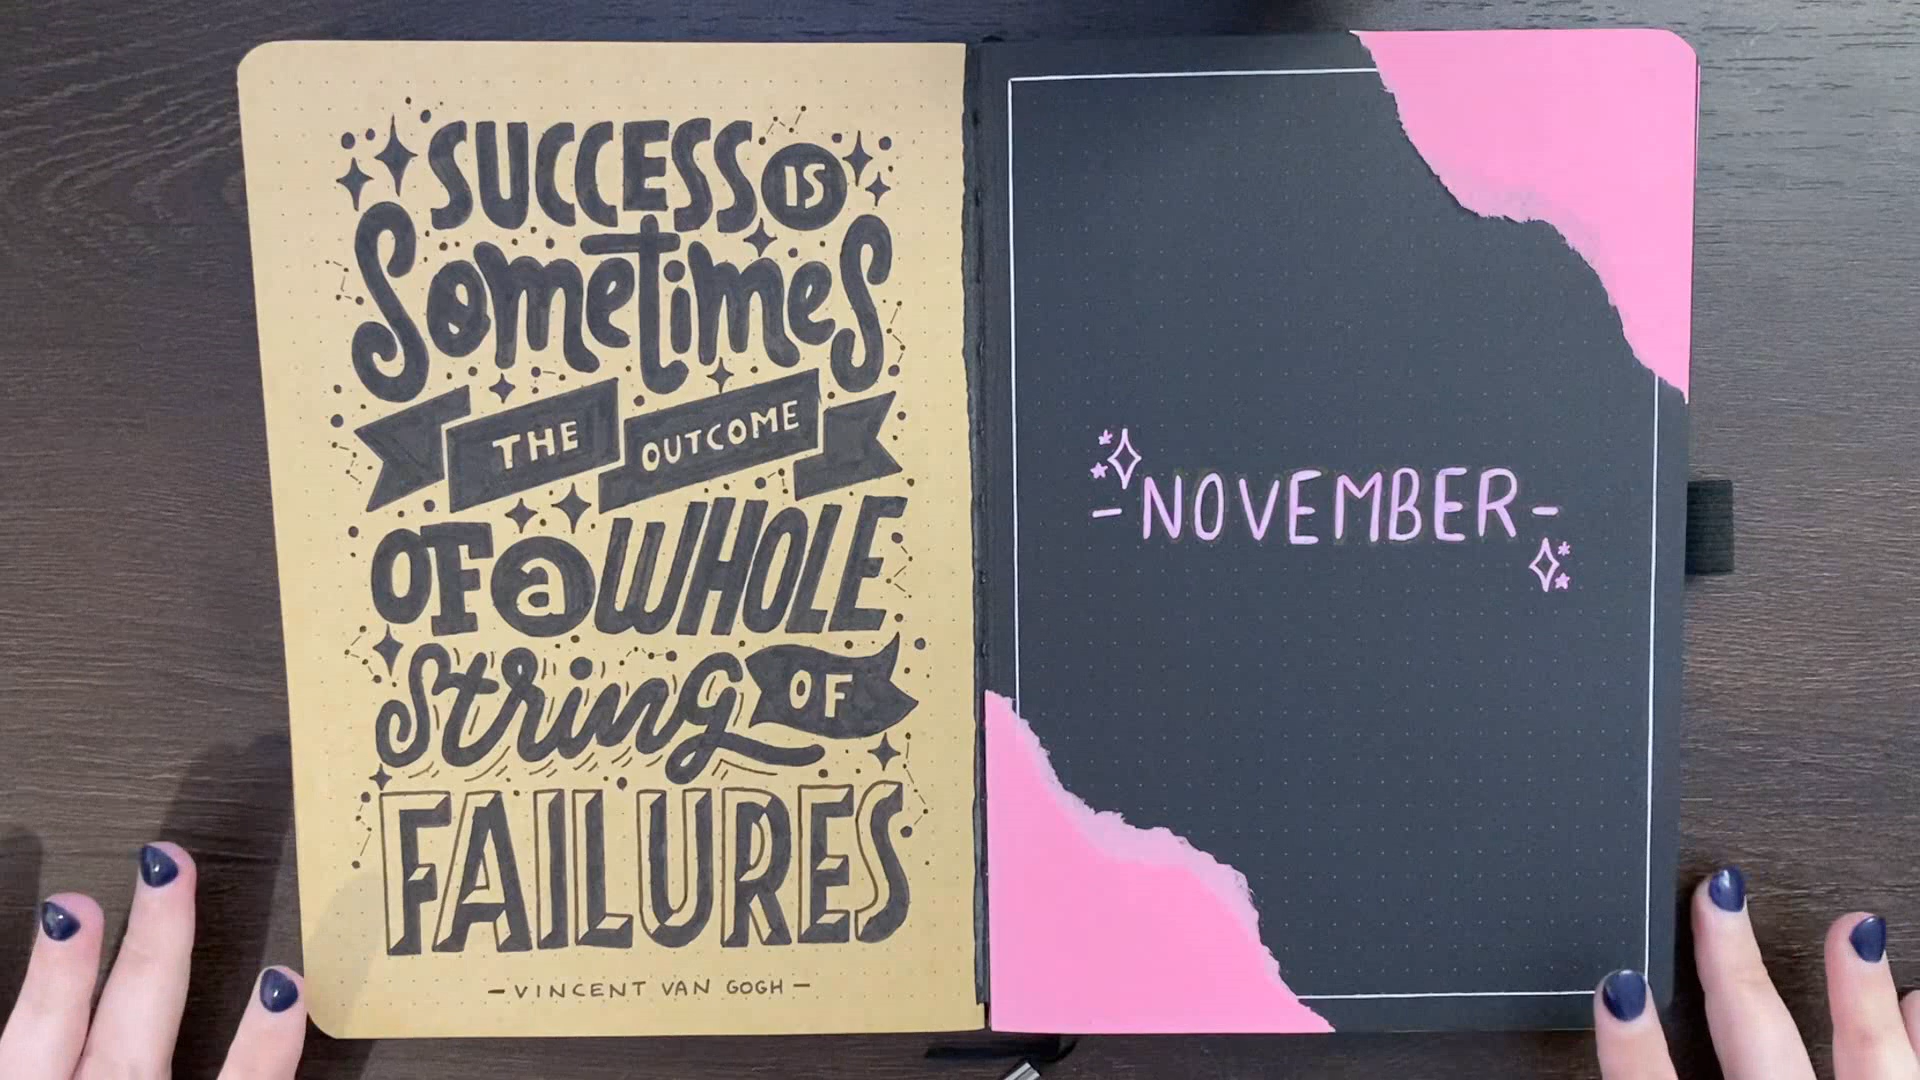 SUCCESS IS
Sometimes
THE OUTCOME
OF a WHOLE
String OF
FAILURES
-VINCENT VAN GOGH-
-NOVEMBER-